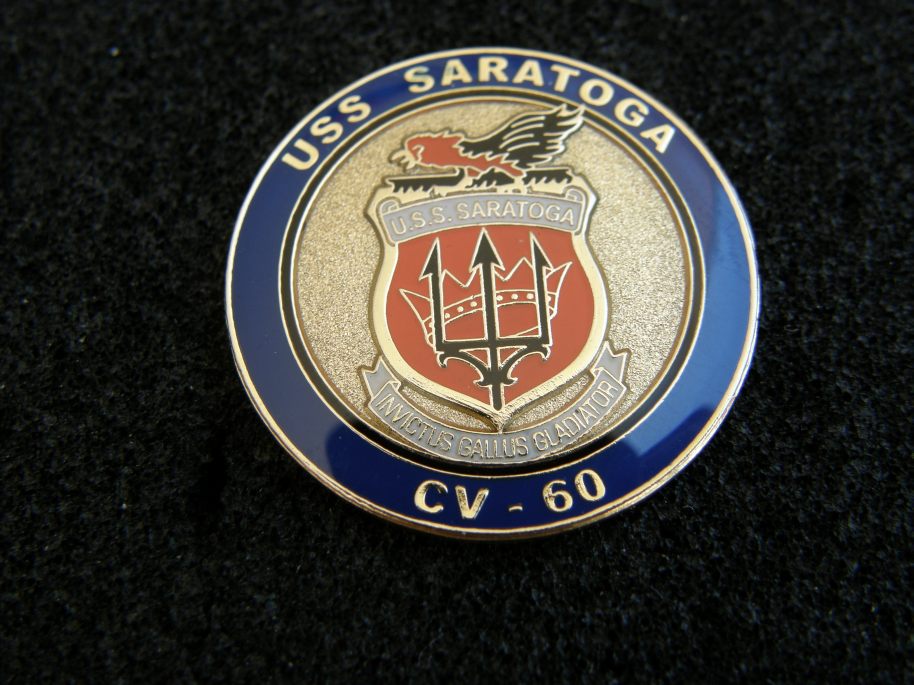 USS SARATOGA
U.S.S. SARATOGA
INVICTUS GALLUS GLADIATOR
CV - 60